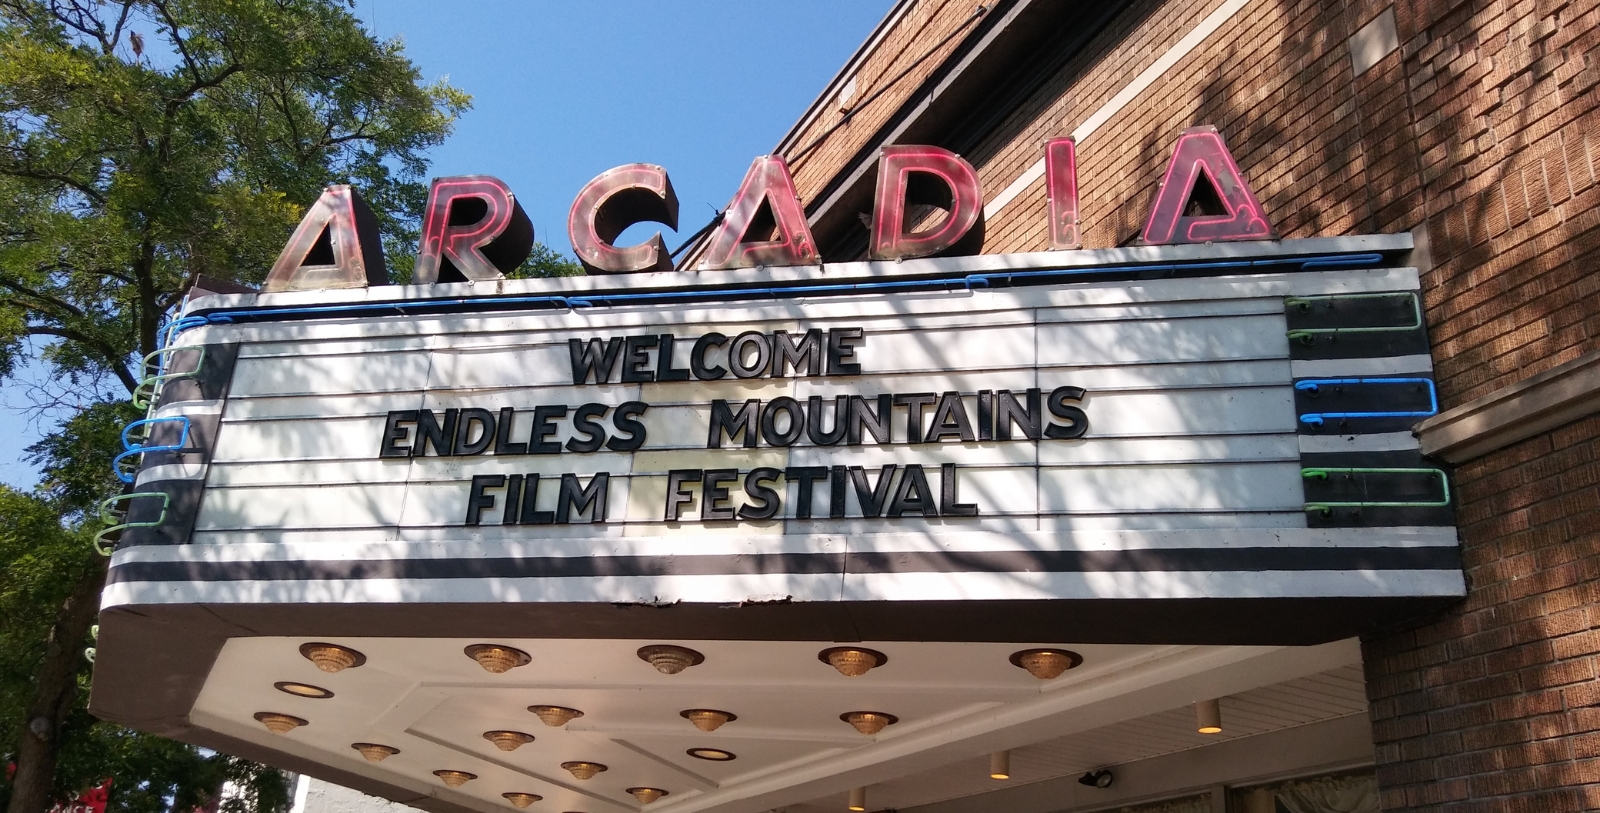 ARCADIA
WELCOME
ENDLESS MOUNTAINS
FILM FESTIVAL